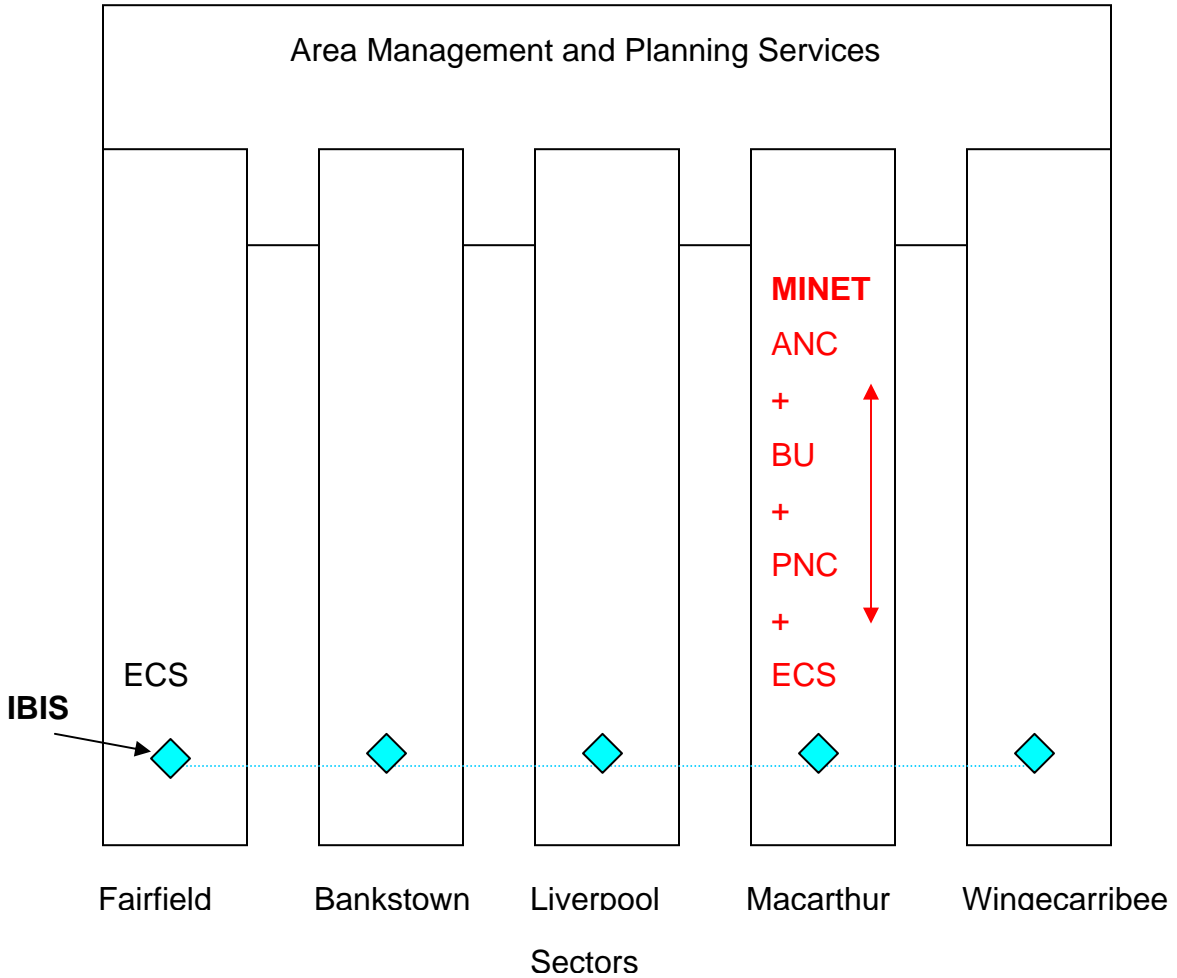 Area Management and Planning Services
MINET
ANC
+
BU
+
PNC
+
ECS
ECS
IBIS
Fairfield Bankstown Liverpool Macarthur Wingecarribee
Sectors